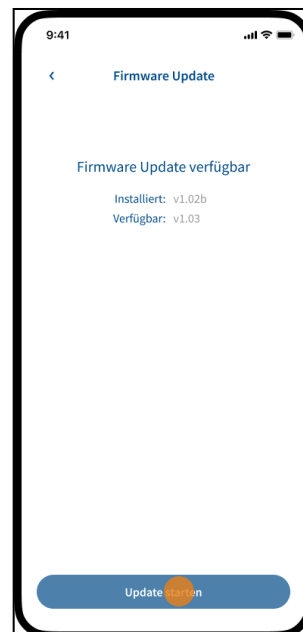 9:41
Firmware Update
Firmware Update verfügbar
Installiert: v1.02b
Verfügbar: v1.03
Update starten